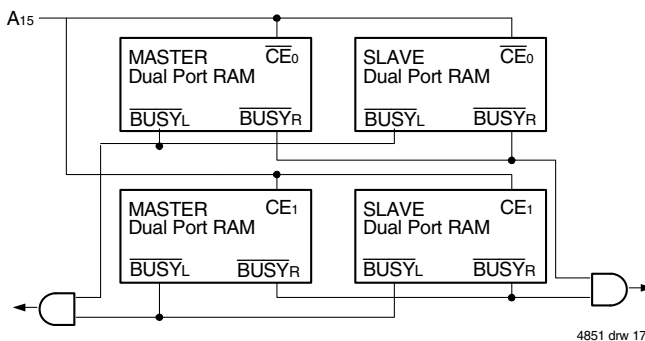 A15
MASTER CE0
Dual Port RAM
BUSYL BUSYR
SLAVE CE0
Dual Port RAM
BUSYL BUSYR
MASTER CE1
Dual Port RAM
BUSYL BUSYR
SLAVE CE1
Dual Port RAM
BUSYL BUSYR
4851 drw 17